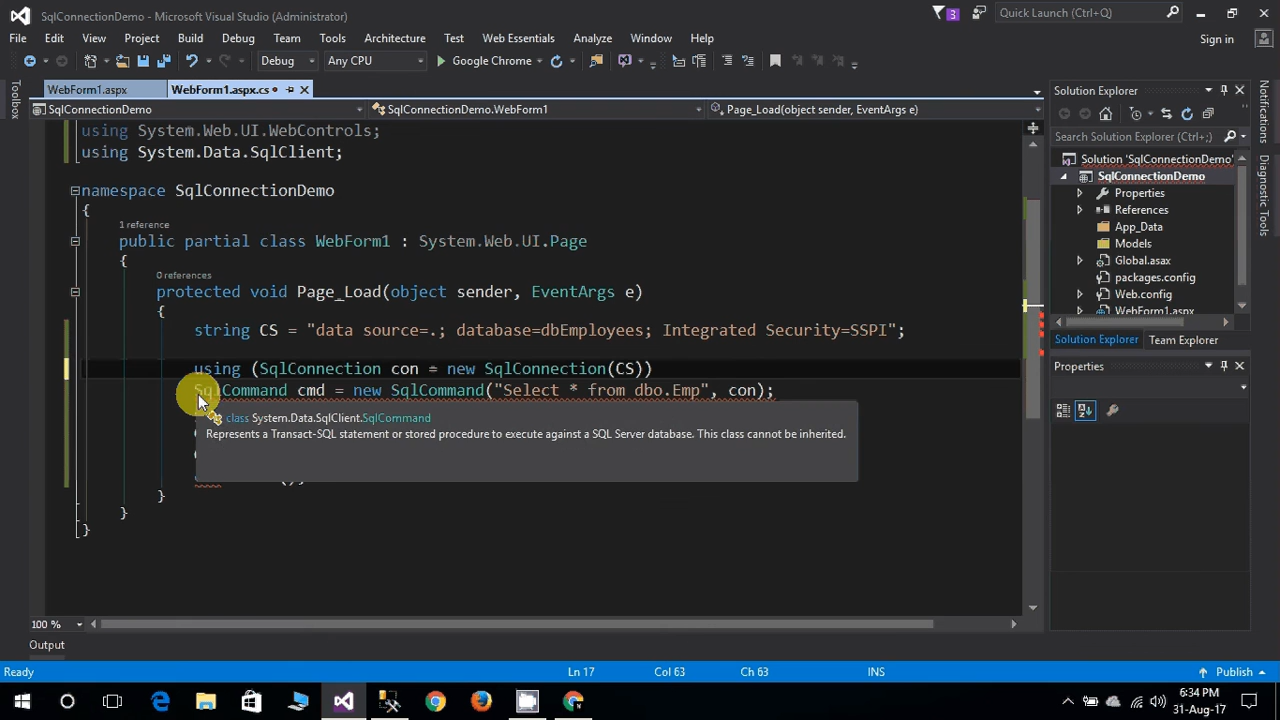 SqlConnectionDemo - Microsoft Visual Studio (Administrator)
3
Quick Launch (Ctrl+Q)
File Edit View Project Build Debug Team Tools Architecture Test Web Essentials Analyze Window Help
Sign in
Debug Any CPU Google Chrome
Toolbox
WebForm1.aspx WebForm1.aspx.cs
SqlConnectionDemo SqlConnectionDemo.WebForm1 Page_Load(object sender, EventArgs e)
using System.Web.UI.WebControls;
using System.Data.SqlClient;
namespace SqlConnectionDemo
{
1 reference
public partial class WebForm1 : System.Web.UI.Page
{
0 references
protected void Page_Load(object sender, EventArgs e)
{
string CS = "data source=.; database=dbEmployees; Integrated Security=SSPI";
using (SqlConnection con = new SqlConnection(CS))
SqlCommand cmd = new SqlCommand("Select * from dbo.Emp", con);
class System.Data.SqlClient.SqlCommand
Represents a Transact-SQL statement or stored procedure to execute against a SQL Server database. This class cannot be inherited.
}
}
}
100 %
Output
Solution Explorer
Search Solution Explorer (Ctrl+;)
Solution 'SqlConnectionDemo'
SqlConnectionDemo
Properties
References
App_Data
Models
Global.asax
packages.config
Web.config
WebForm1.aspx
Solution Explorer Team Explorer
Properties
Notifications
Diagnostic Tools
Ready Ln 17 Col 63 Ch 63 INS Publish
6:34 PM
31-Aug-17